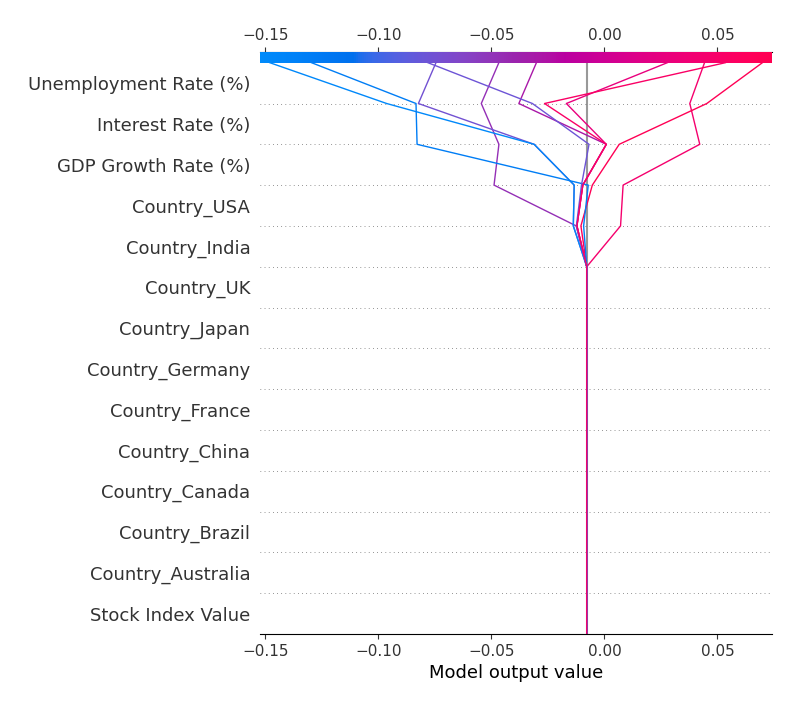 −0.15 −0.10 −0.05 0.00 0.05
Unemployment Rate (%)
Interest Rate (%)
GDP Growth Rate (%)
Country_USA
Country_India
Country_UK
Country_Japan
Country_Germany
Country_France
Country_China
Country_Canada
Country_Brazil
Country_Australia
Stock Index Value
−0.15 −0.10 −0.05 0.00 0.05
Model output value